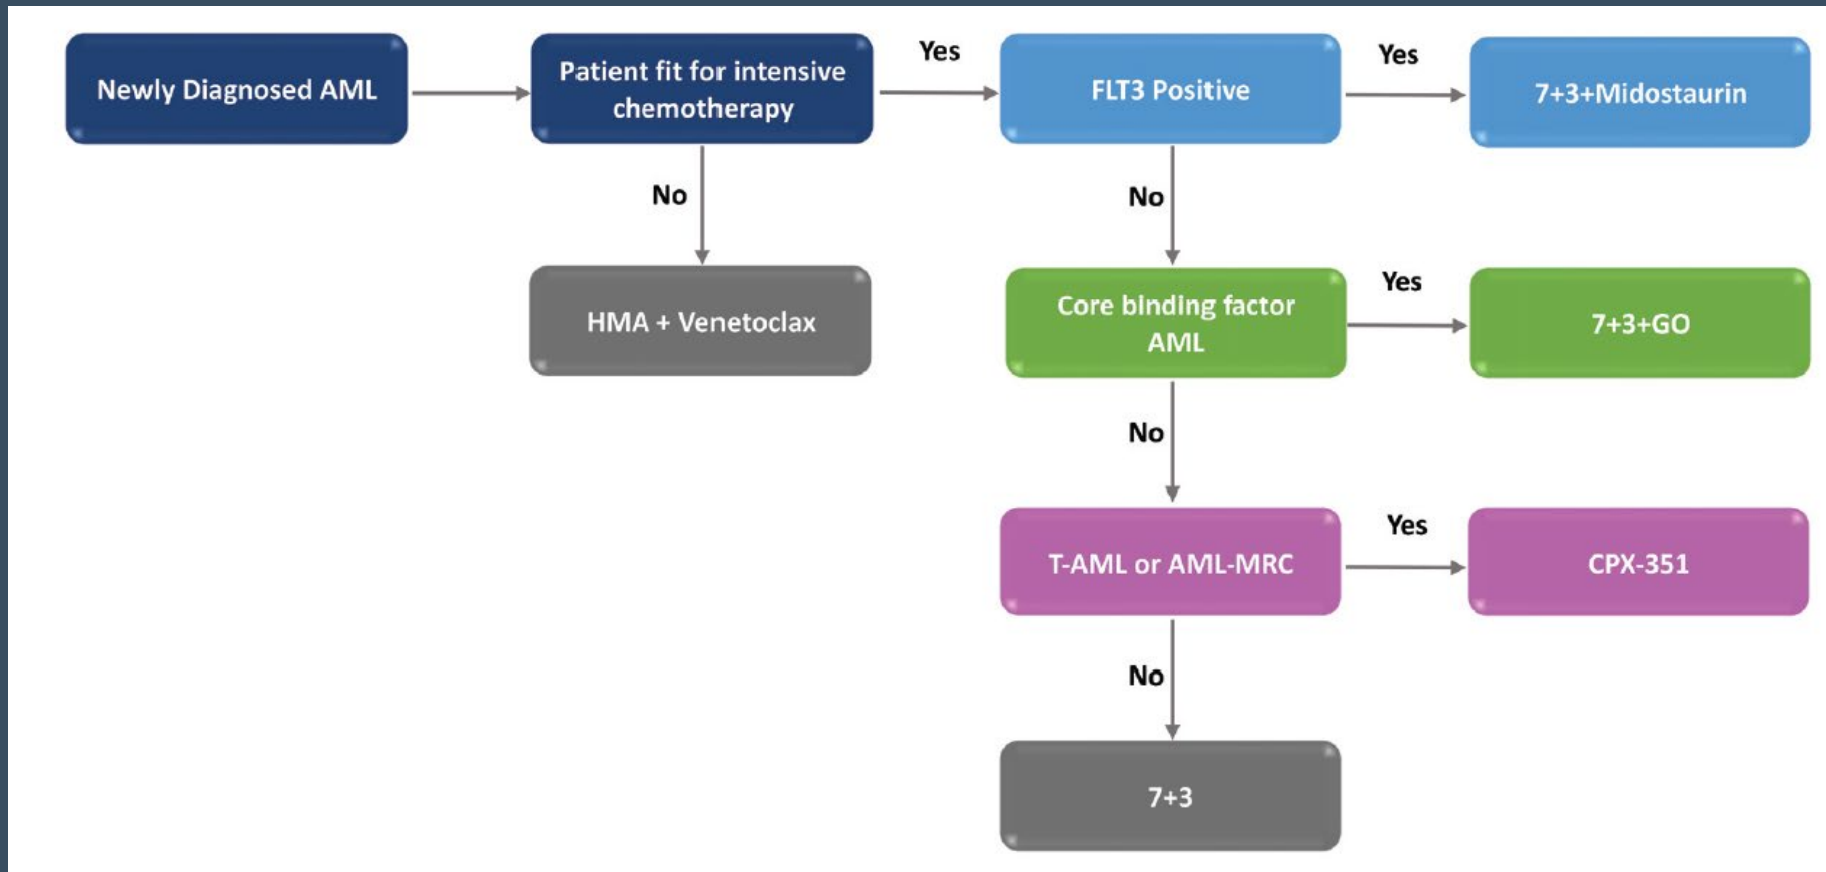 Newly Diagnosed AML
Patient fit for intensive
chemotherapy
Yes
FLT3 Positive
Yes
7+3+Midostaurin
No
No
HMA + Venetoclax
Core binding factor
AML
Yes
7+3+GO
No
T-AML or AML-MRC
Yes
CPX-351
No
7+3